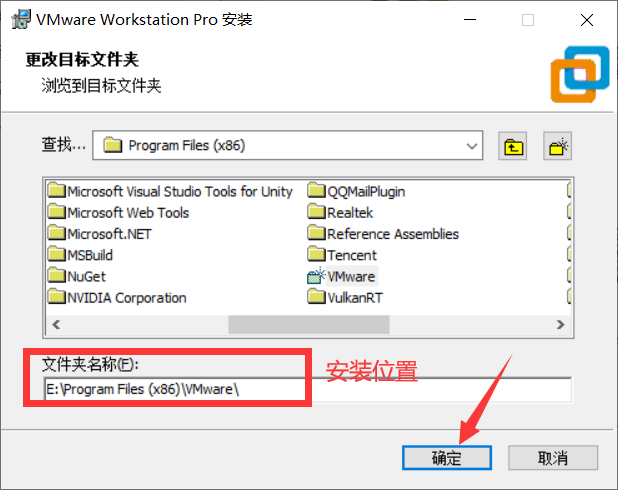 VMware Workstation Pro 安装
更改目标文件夹
浏览到目标文件夹
查找... Program Files (x86)
Microsoft Visual Studio Tools for Unity QQMailPlugin
Microsoft Web Tools Realtek
Microsoft.NET Reference Assemblies
MSBuild Tencent
NuGet VMware
NVIDIA Corporation VulkanRT
文件夹名称(F):
安装位置
E:\Program Files (x86)\VMware\
确定 取消